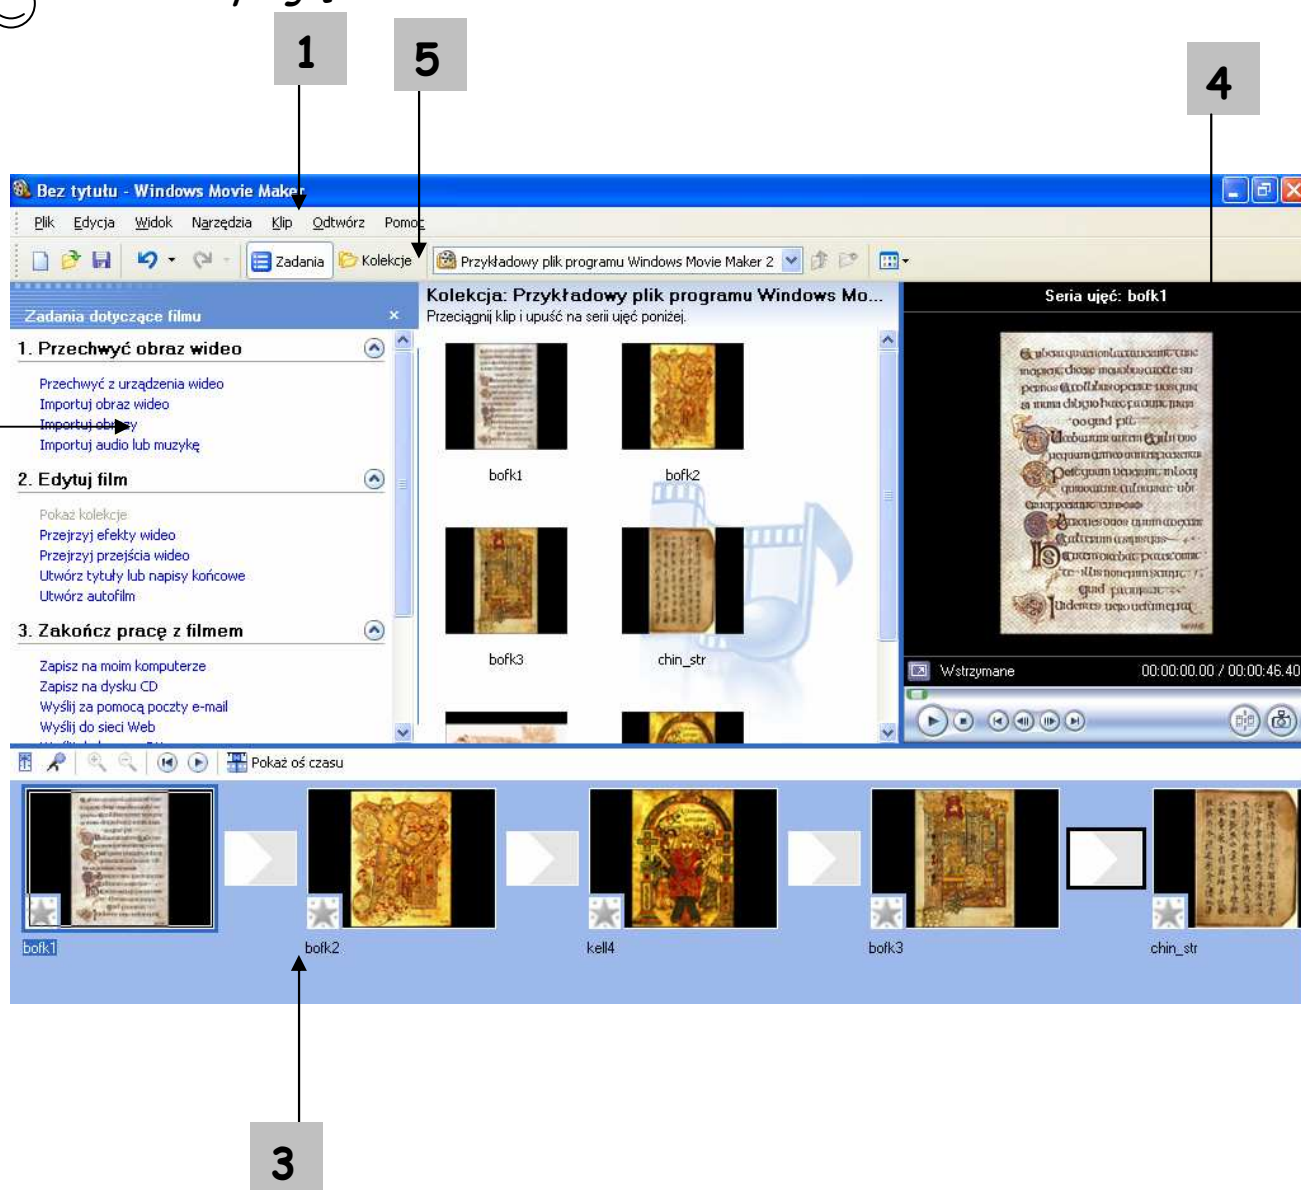 1
5
4
Bez tytułu - Windows Movie Maker
Plik Edycja Widok Narzędzia Klip Odtwórz Pomoc
Zadania Kolekcje Przykładowy plik programu Windows Movie Maker 2
Zadania dotyczące filmu
1. Przechwyć obraz wideo
Przechwyć z urządzenia wideo
Importuj obraz wideo
Importuj obrazy
Importuj audio lub muzykę
2. Edytuj film
Pokaż kolekcje
Przejrzyj efekty wideo
Przejrzyj przejścia wideo
Utwórz tytuły lub napisy końcowe
Utwórz autofilm
3. Zakończ pracę z filmem
Zapisz na moim komputerze
Zapisz na dysku CD
Wyślij za pomocą poczty e-mail
Wyślij do sieci Web
Kolekcja: Przykładowy plik programu Windows Mo...
Przeciągnij klip i upuść na serii ujęć poniżej.
bofk1 bofk2
bofk3 chin_str
Seria ujęć: bofk1
Wstrzymane 00:00:00.00 / 00:00:46.40
Pokaż oś czasu
bofk1 bofk2 kell4 bofk3 chin_str
3